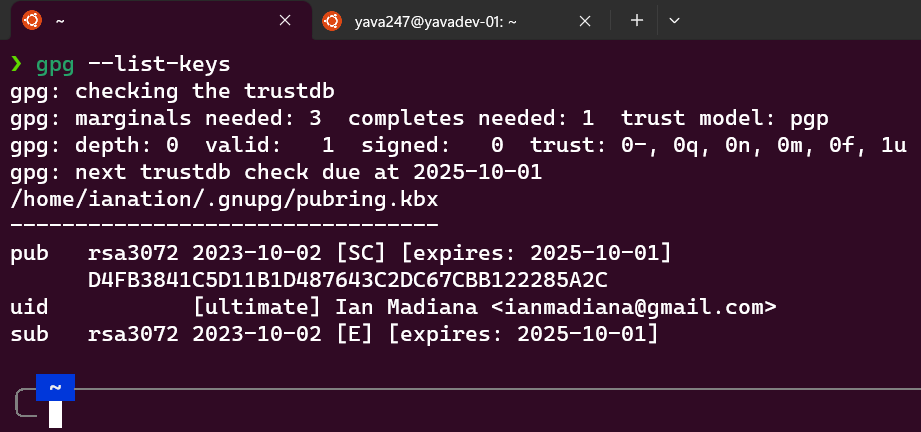 ~
yava247@yavadev-01: ~
❯ gpg --list-keys
gpg: checking the trustdb
gpg: marginals needed: 3  completes needed: 1  trust model: pgp
gpg: depth: 0  valid:   1  signed:   0  trust: 0-, 0q, 0n, 0m, 0f, 1u
gpg: next trustdb check due at 2025-10-01
/home/ianation/.gnupg/pubring.kbx
---------------------------------
pub   rsa3072 2023-10-02 [SC] [expires: 2025-10-01]
      D4FB3841C5D11B1D487643C2DC67CBB122285A2C
uid           [ultimate] Ian Madiana <ianmadiana@gmail.com>
sub   rsa3072 2023-10-02 [E] [expires: 2025-10-01]
~